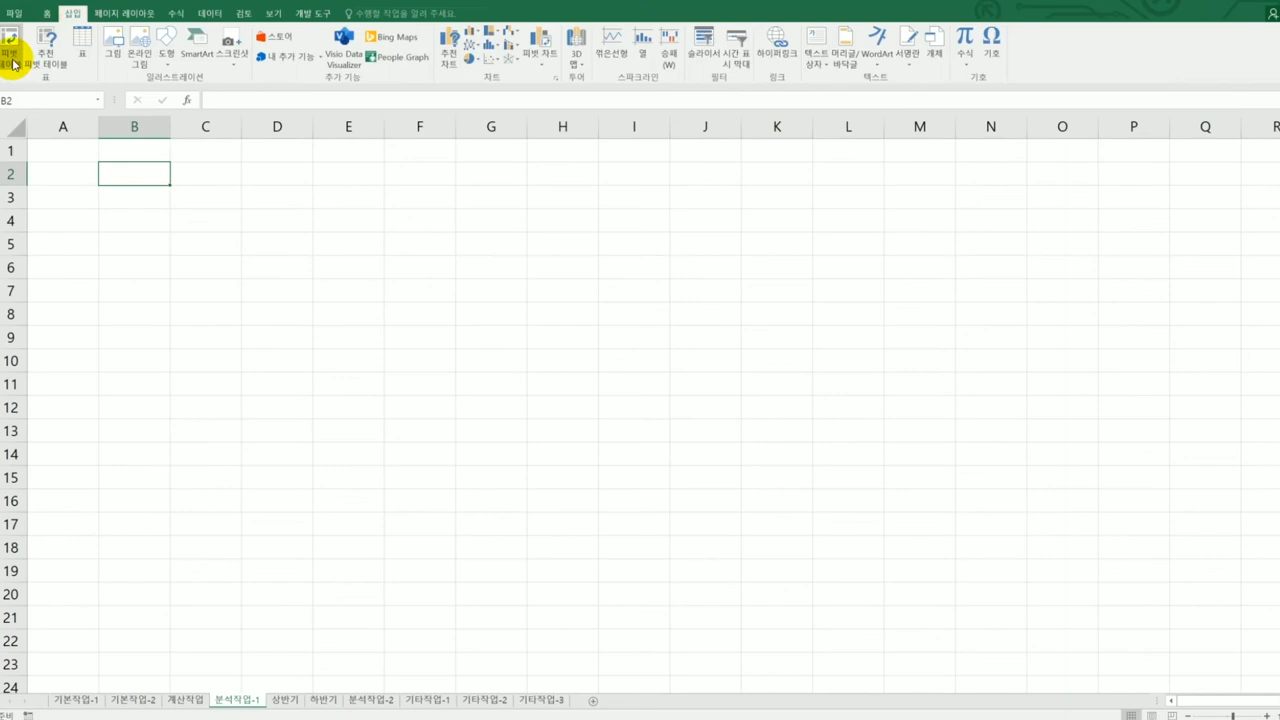 파일 홈 삽입 페이지 레이아웃 수식 데이터 검토 보기 개발 도구 수행할 작업을 알려 주세요.
피벗 추천 피벗 테이블 표
표
그림 온라인 그림 도형 SmartArt 스크린샷
일러스트레이션
스토어
내 추가 기능
Visio Data Visualizer
Bing Maps
People Graph
추가 기능
추천 차트
피벗 차트
차트
3D 맵
투어
꺾은선형 열 승패 (W)
스파크라인
슬라이서 시간 표시 막대
필터
하이퍼링크
링크
텍스트 상자 머리글/바닥글 WordArt 서명란 개체
텍스트
수식 기호
기호
B2
fx
A B C D E F G H I J K L M N O P Q R
1
2
3
4
5
6
7
8
9
10
11
12
13
14
15
16
17
18
19
20
21
22
23
24
기본작업-1 기본작업-2 계산작업 분석작업-1 상반기 하반기 분석작업-2 기타작업-1 기타작업-2 기타작업-3